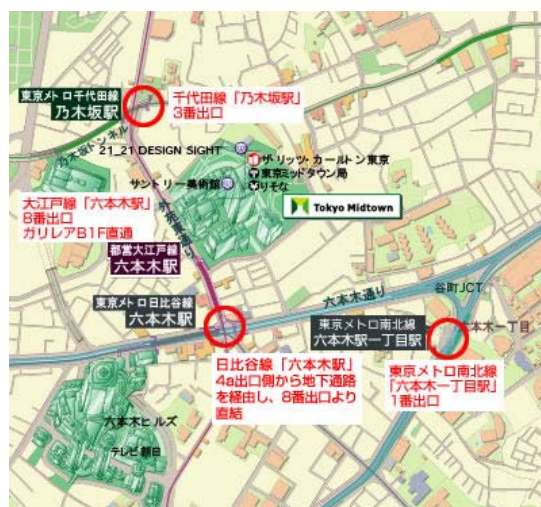 東京メトロ千代田線
乃木坂駅
千代田線「乃木坂駅」
3番出口
乃木坂トンネル
21_21 DESIGN SIGHT
ザ・リッツ・カールトン東京
東京ミッドタウン局
りそな
サントリー美術館
Tokyo Midtown
大江戸線「六本木駅」
8番出口
ガリレアB1F直通
外苑東通り
都営大江戸線
六本木駅
東京メトロ日比谷線
六本木駅
六本木通り
谷町JCT
東京メトロ南北線
六本木駅一丁目駅
六本木一丁目
日比谷線「六本木駅」
4a出口側から地下通路
を経由し、8番出口より
直結
東京メトロ南北線
「六本木一丁目駅」
1番出口
六本木ヒルズ
テレビ朝日